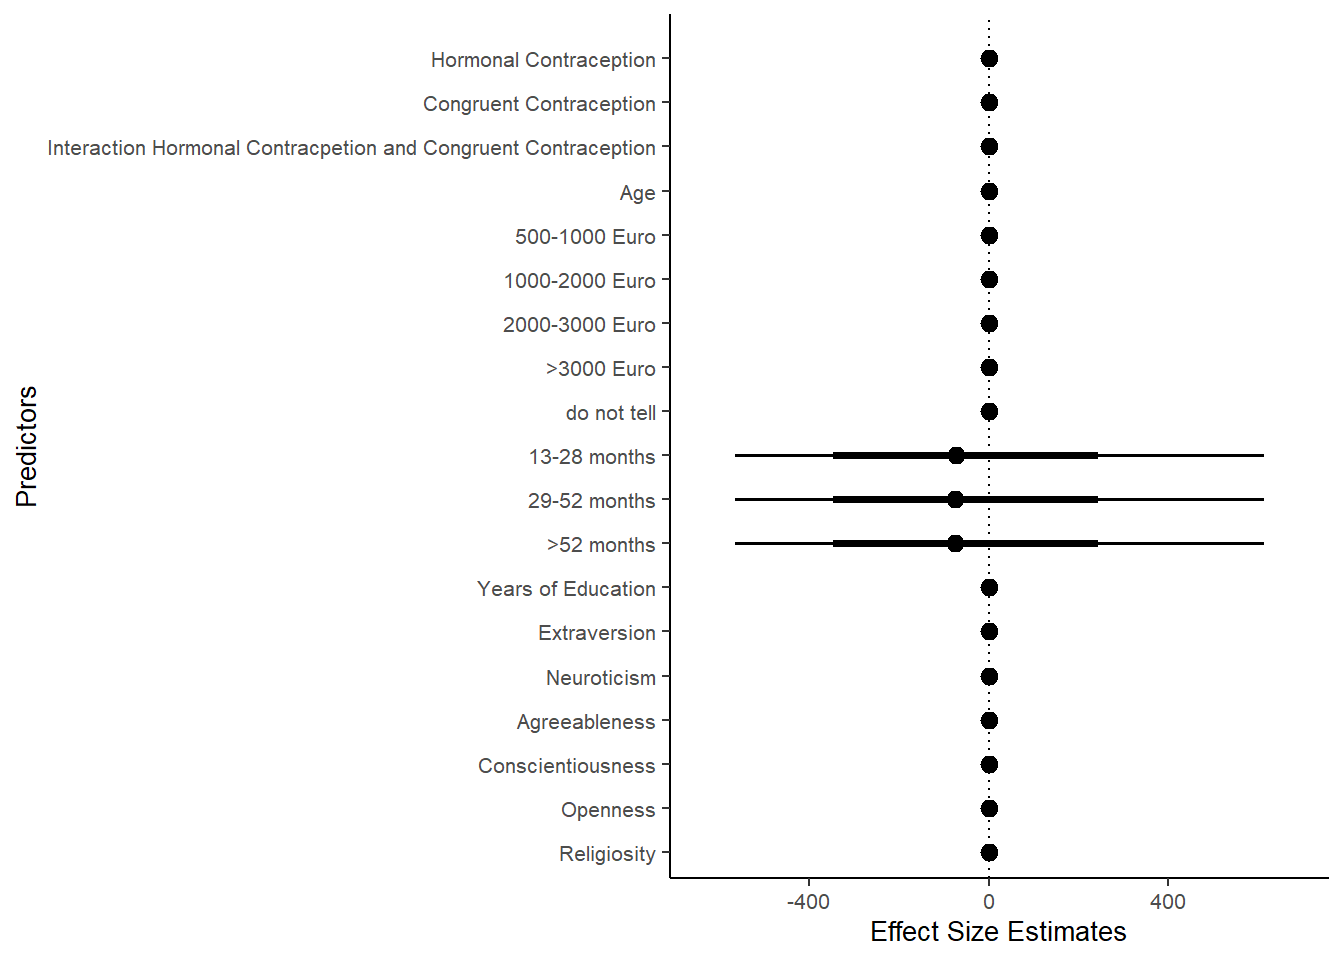 Predictors
Hormonal Contraception
Congruent Contraception
Interaction Hormonal Contracpetion and Congruent Contraception
Age
500-1000 Euro
1000-2000 Euro
2000-3000 Euro
>3000 Euro
do not tell
13-28 months
29-52 months
>52 months
Years of Education
Extraversion
Neuroticism
Agreeableness
Conscientiousness
Openness
Religiosity
-400 0 400
Effect Size Estimates